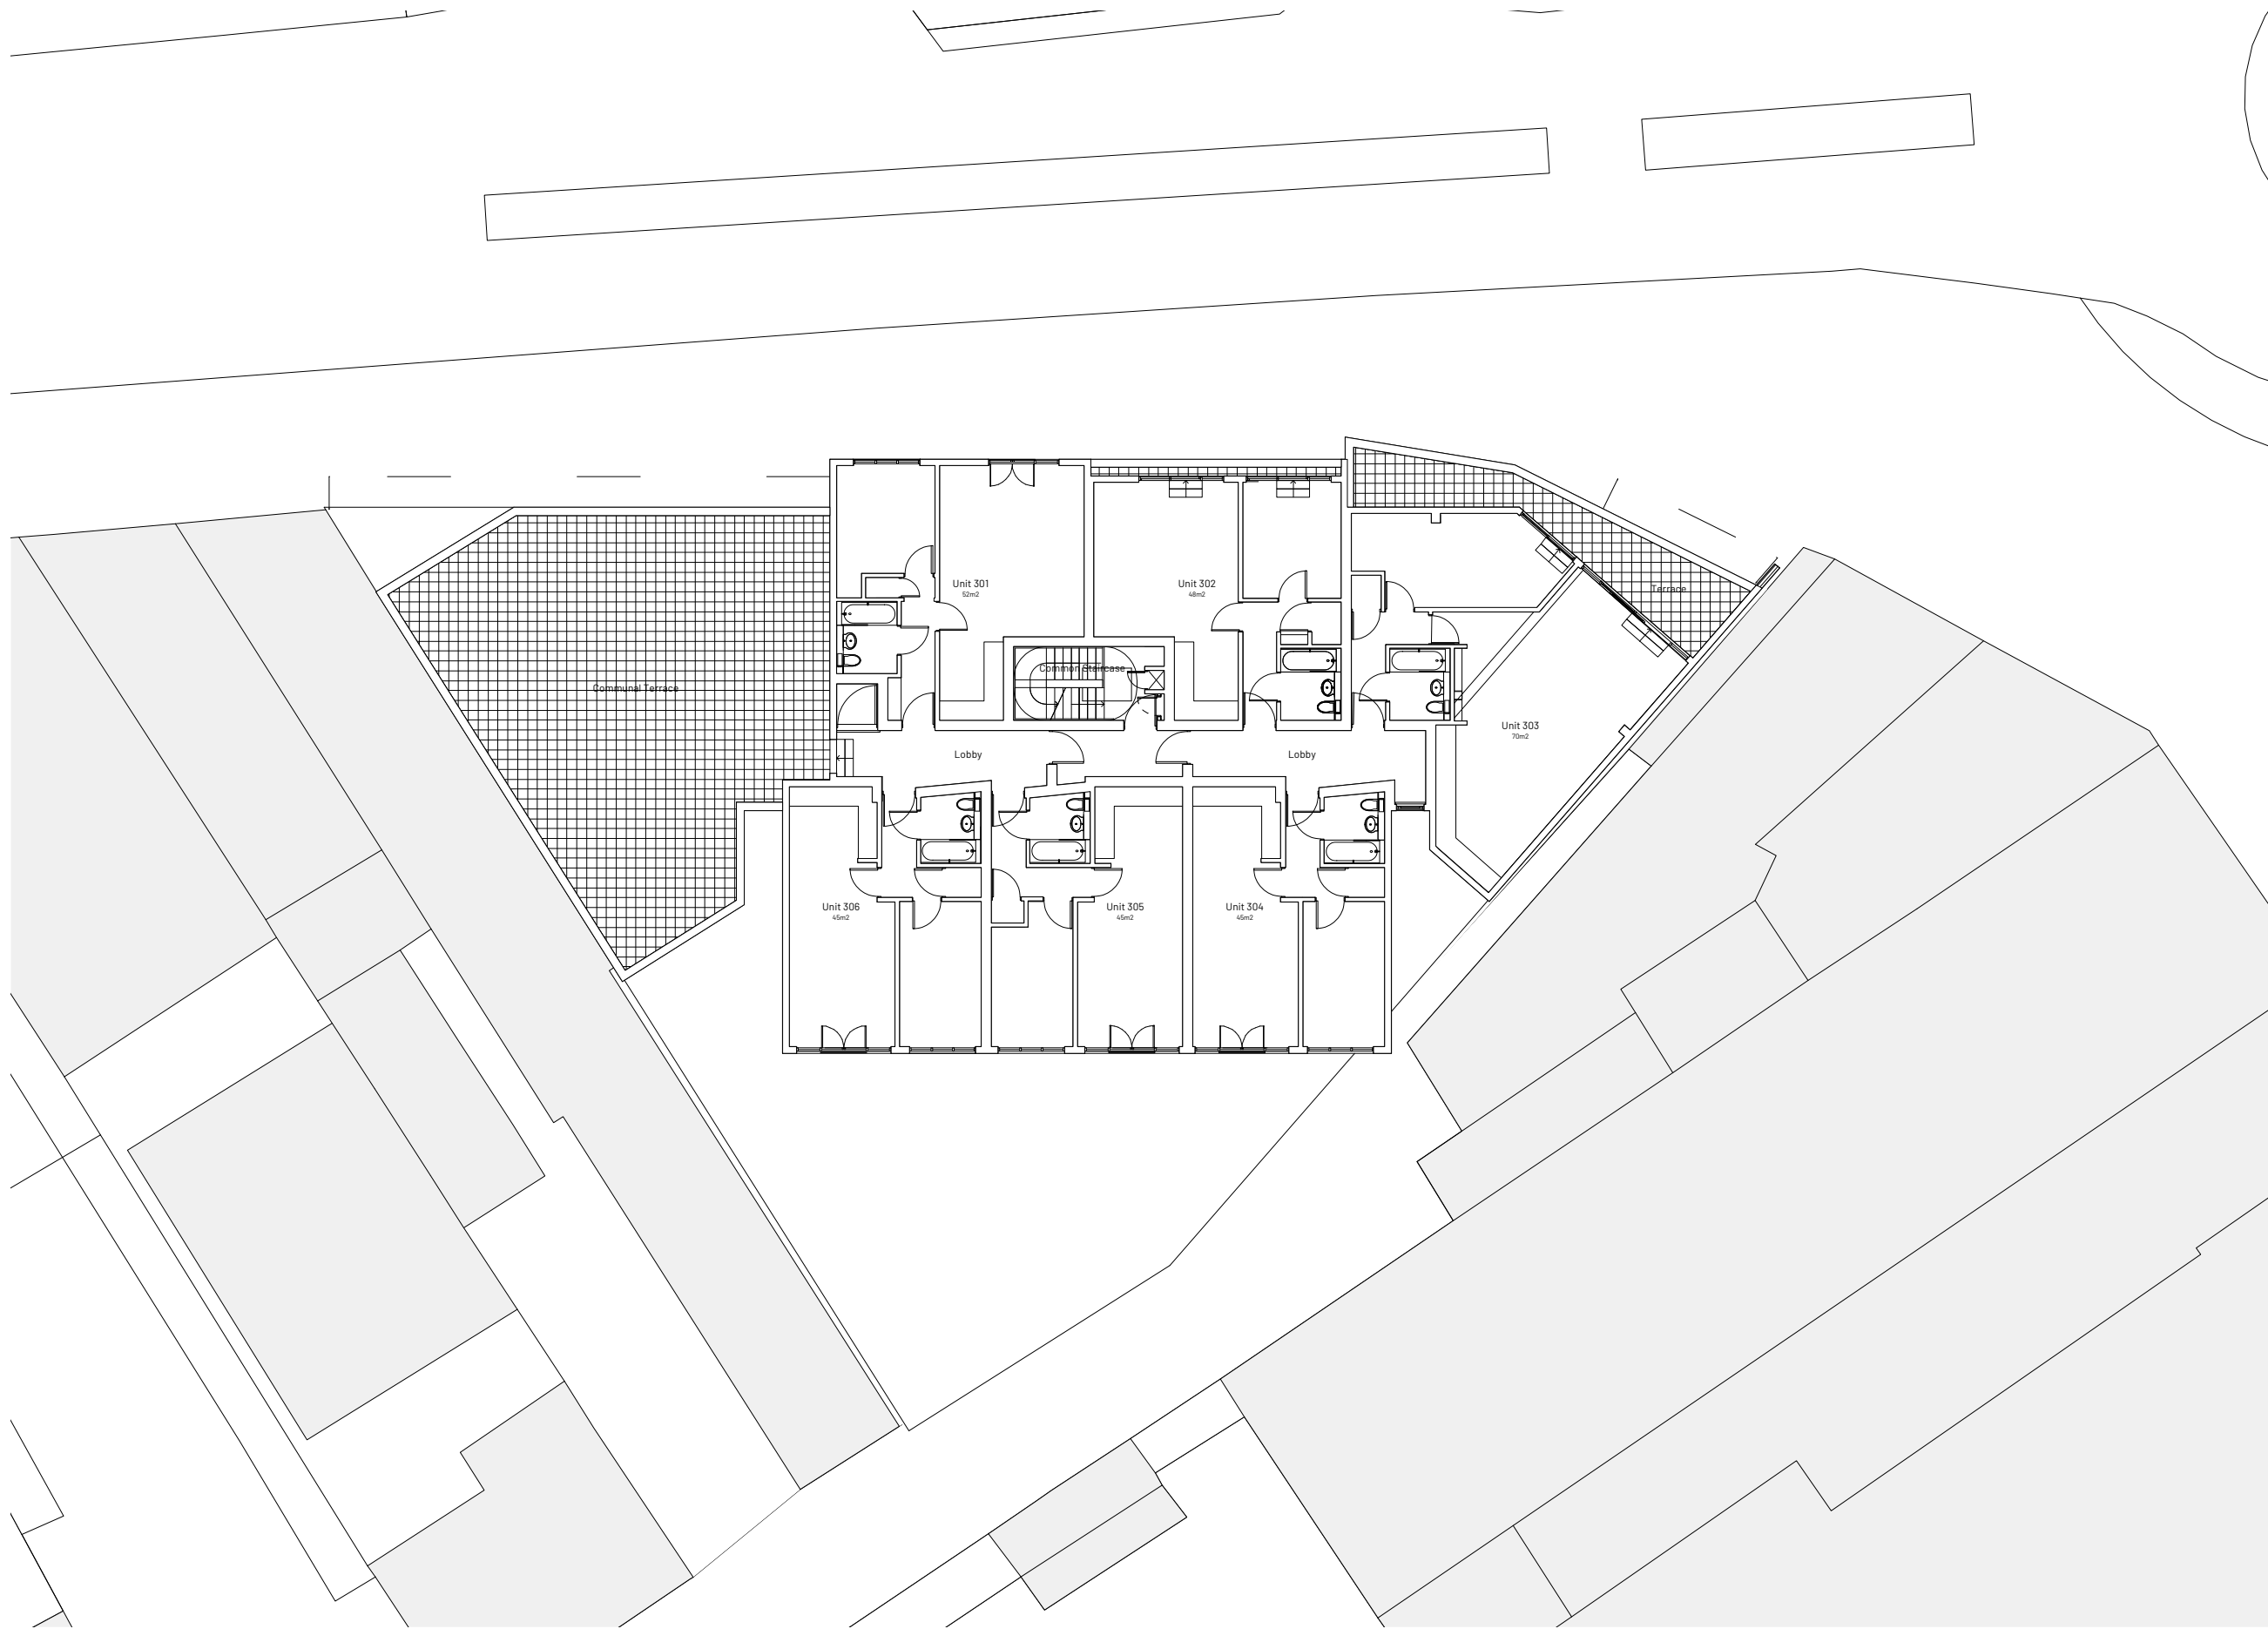 Unit 301
52m2
Unit 302
48m2
Terrace
Common Staircase
Communal Terrace
Unit 303
70m2
Lobby
Lobby
Unit 306
45m2
Unit 305
45m2
Unit 304
45m2